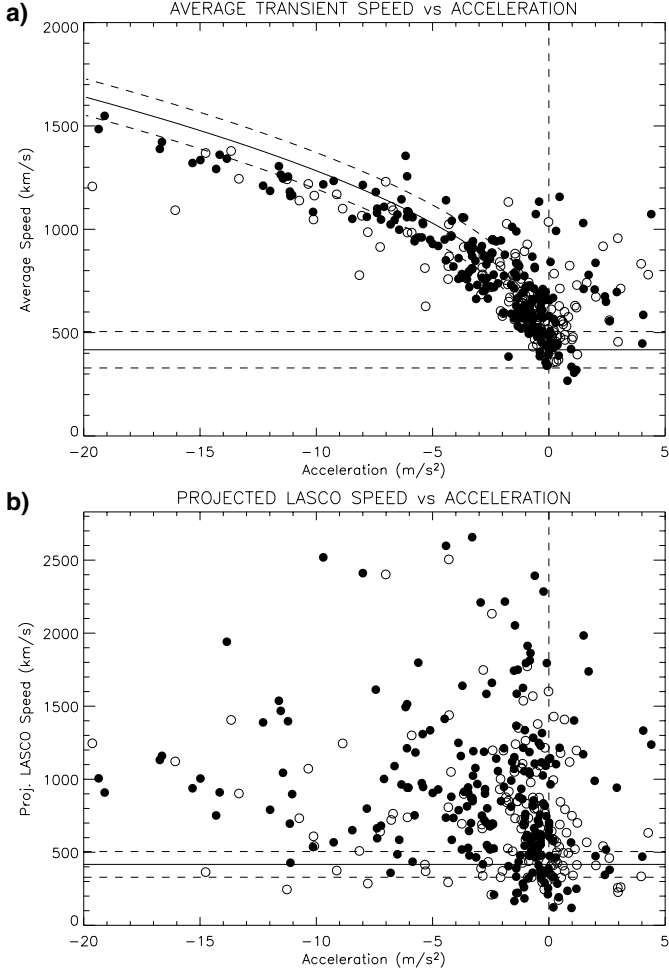 a)
AVERAGE TRANSIENT SPEED vs ACCELERATION
2000
1500
1000
500
0
Average Speed (km/s)
−20 −15 −10 −5 0 5
Acceleration (m/s²)
b)
PROJECTED LASCO SPEED vs ACCELERATION
2500
2000
1500
1000
500
0
Proj. LASCO Speed (km/s)
−20 −15 −10 −5 0 5
Acceleration (m/s²)